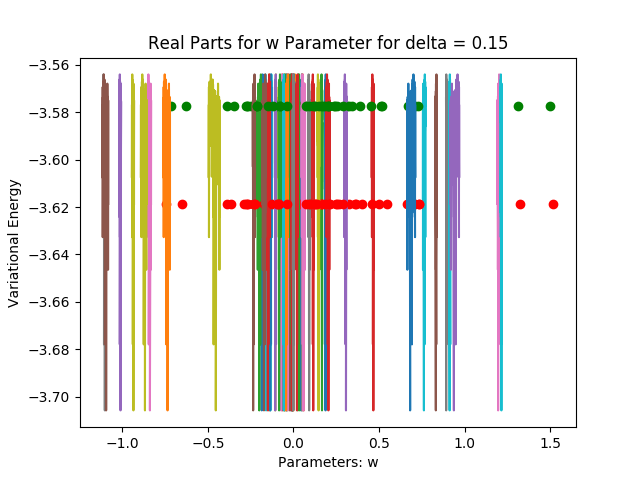 Real Parts for w Parameter for delta = 0.15
−3.56
−3.58
−3.60
−3.62
−3.64
−3.66
−3.68
−3.70
Variational Energy
−1.0 −0.5 0.0 0.5 1.0 1.5
Parameters: w